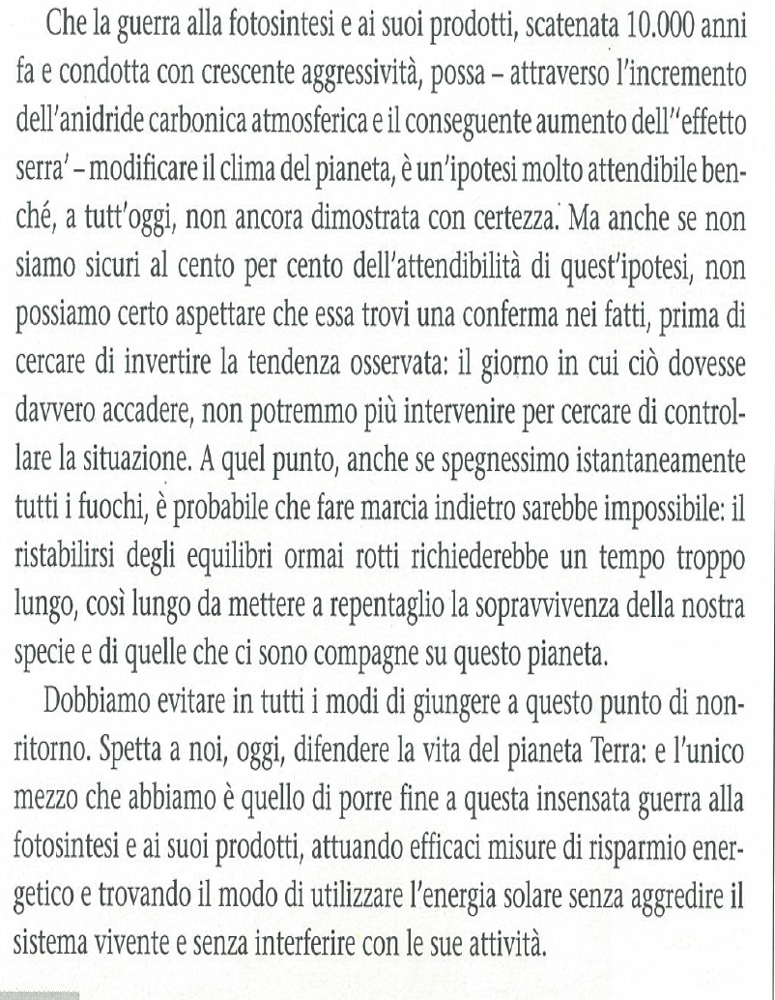 Che la guerra alla fotosintesi e ai suoi prodotti, scatenata 10.000 anni
fa e condotta con crescente aggressività, possa – attraverso l'incremento
dell'anidride carbonica atmosferica e il conseguente aumento dell'‘effetto
serra’ – modificare il clima del pianeta, è un'ipotesi molto attendibile ben-
ché, a tutt'oggi, non ancora dimostrata con certezza. Ma anche se non
siamo sicuri al cento per cento dell'attendibilità di quest'ipotesi, non
possiamo certo aspettare che essa trovi una conferma nei fatti, prima di
cercare di invertire la tendenza osservata: il giorno in cui ciò dovesse
davvero accadere, non potremmo più intervenire per cercare di control-
lare la situazione. A quel punto, anche se spegnessimo istantaneamente
tutti i fuochi, è probabile che fare marcia indietro sarebbe impossibile: il
ristabilirsi degli equilibri ormai rotti richiederebbe un tempo troppo
lungo, così lungo da mettere a repentaglio la sopravvivenza della nostra
specie e di quelle che ci sono compagne su questo pianeta.
Dobbiamo evitare in tutti i modi di giungere a questo punto di non-
ritorno. Spetta a noi, oggi, difendere la vita del pianeta Terra: e l'unico
mezzo che abbiamo è quello di porre fine a questa insensata guerra alla
fotosintesi e ai suoi prodotti, attuando efficaci misure di risparmio ener-
getico e trovando il modo di utilizzare l'energia solare senza aggredire il
sistema vivente e senza interferire con le sue attività.